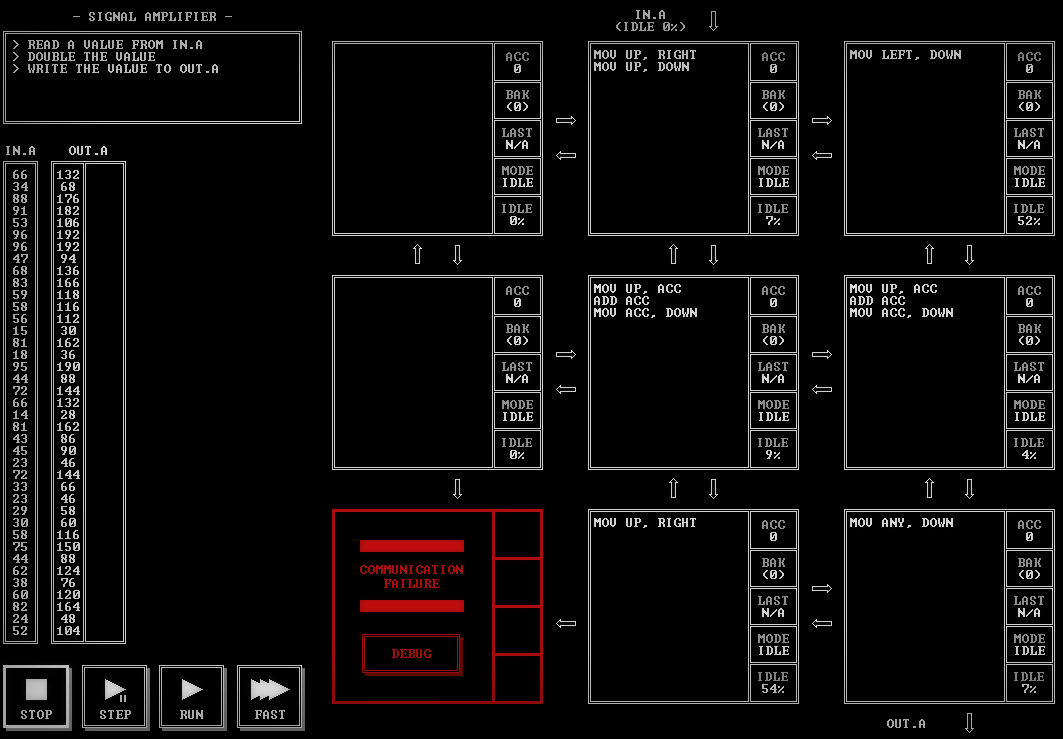 - SIGNAL AMPLIFIER -
> READ A VALUE FROM IN.A
> DOUBLE THE VALUE
> WRITE THE VALUE TO OUT.A
IN.A OUT.A
66 132
34 68
88 176
91 182
53 106
96 192
96 192
47 94
68 136
83 166
59 118
58 116
56 112
15 30
81 162
18 36
95 190
44 88
72 144
66 132
14 28
81 162
43 86
45 90
23 46
72 144
33 66
23 46
29 58
30 60
58 116
75 150
44 88
62 124
38 76
60 120
82 164
24 48
52 104
STOP
STEP
RUN
FAST
IN.A
(IDLE 0%)
ACC
0
BAK
(0)
LAST
N/A
MODE
IDLE
IDLE
0%
MOV UP, RIGHT
MOV UP, DOWN
ACC
0
BAK
(0)
LAST
N/A
MODE
IDLE
IDLE
7%
MOV LEFT, DOWN
ACC
0
BAK
(0)
LAST
N/A
MODE
IDLE
IDLE
52%
ACC
0
BAK
(0)
LAST
N/A
MODE
IDLE
IDLE
0%
MOV UP, ACC
ADD ACC
MOV ACC, DOWN
ACC
0
BAK
(0)
LAST
N/A
MODE
IDLE
IDLE
9%
MOV UP, ACC
ADD ACC
MOV ACC, DOWN
ACC
0
BAK
(0)
LAST
N/A
MODE
IDLE
IDLE
4%
COMMUNICATION
FAILURE
DEBUG
MOV UP, RIGHT
ACC
0
BAK
(0)
LAST
N/A
MODE
IDLE
IDLE
54%
MOV ANY, DOWN
ACC
0
BAK
(0)
LAST
N/A
MODE
IDLE
IDLE
7%
OUT.A